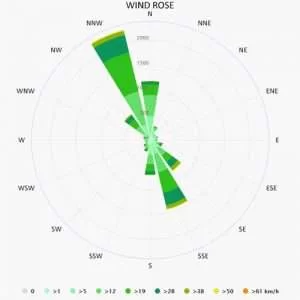 WIND ROSE
N
NNW NNE
2000
NW NE
1500
WNW ENE
W E
WSW ESE
SW SE
SSW SSE
S
0 >1 >5 >12 >19 >28 >38 >50 >61 km/h